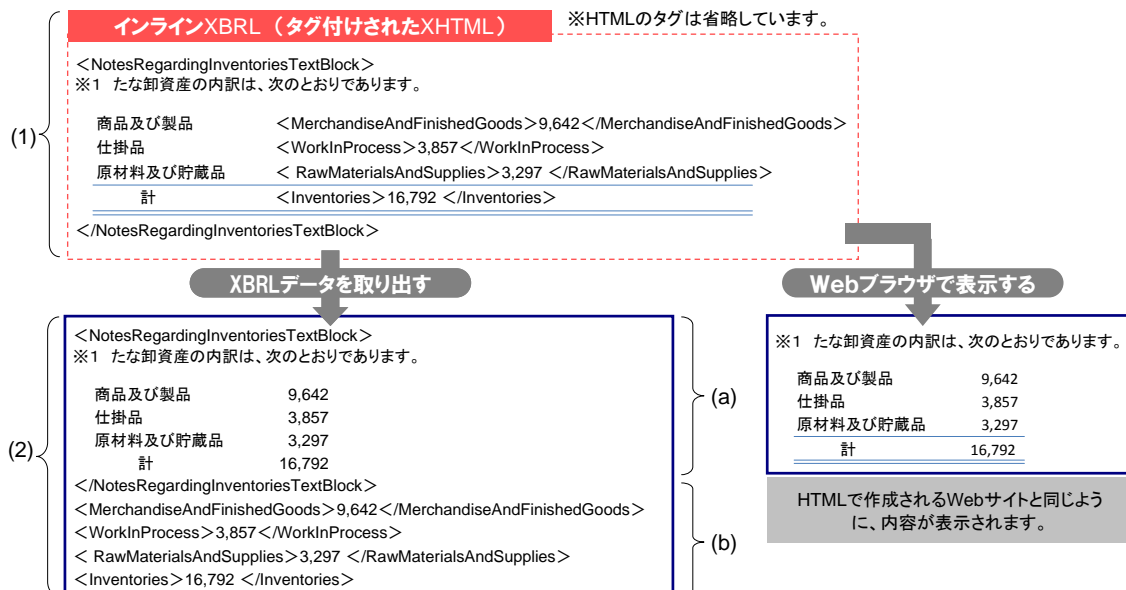 インラインXBRL（タグ付けされたXHTML）
※HTMLのタグは省略しています。
(1)
<NotesRegardingInventoriesTextBlock>
※1 たな卸資産の内訳は、次のとおりであります。
商品及び製品 <MerchandiseAndFinishedGoods>9,642</MerchandiseAndFinishedGoods>
仕掛品 <WorkInProcess>3,857</WorkInProcess>
原材料及び貯蔵品 < RawMaterialsAndSupplies>3,297 </RawMaterialsAndSupplies>
計 <Inventories>16,792 </Inventories>
</NotesRegardingInventoriesTextBlock>
XBRLデータを取り出す
Webブラウザで表示する
(2)
<NotesRegardingInventoriesTextBlock>
※1 たな卸資産の内訳は、次のとおりであります。
商品及び製品 9,642
仕掛品 3,857
原材料及び貯蔵品 3,297
計 16,792
</NotesRegardingInventoriesTextBlock>
(a)
<MerchandiseAndFinishedGoods>9,642</MerchandiseAndFinishedGoods>
<WorkInProcess>3,857</WorkInProcess>
< RawMaterialsAndSupplies>3,297 </RawMaterialsAndSupplies>
<Inventories>16,792 </Inventories>
(b)
※1 たな卸資産の内訳は、次のとおりであります。
商品及び製品 9,642
仕掛品 3,857
原材料及び貯蔵品 3,297
計 16,792
HTMLで作成されるWebサイトと同じよう
に、内容が表示されます。